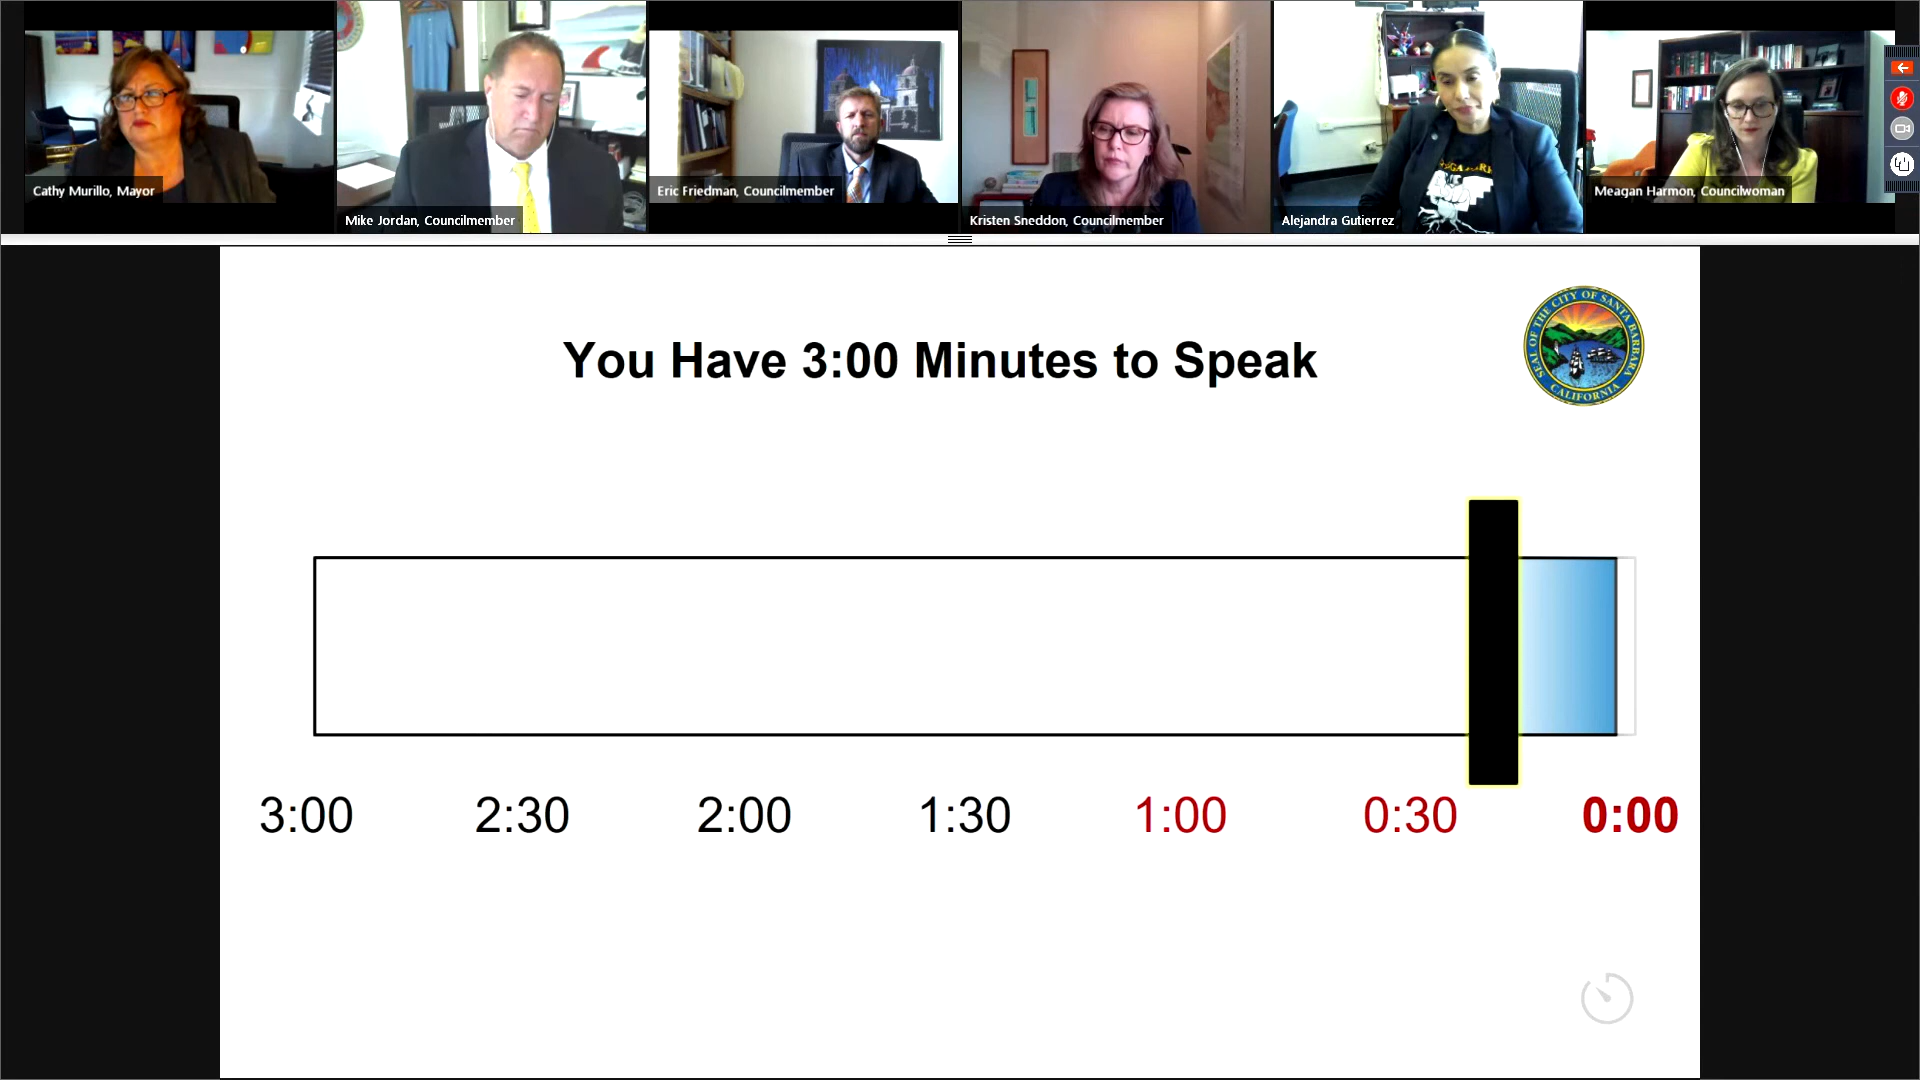 Cathy Murillo, Mayor
Mike Jordan, Councilmember
Eric Friedman, Councilmember
Kristen Sneddon, Councilmember
Alejandra Gutierrez
Meagan Harmon, Councilwoman
You Have 3:00 Minutes to Speak
SEAL OF THE CITY OF SANTA BARBARA
CALIFORNIA
3:00 2:30 2:00 1:30 1:00 0:30 0:00